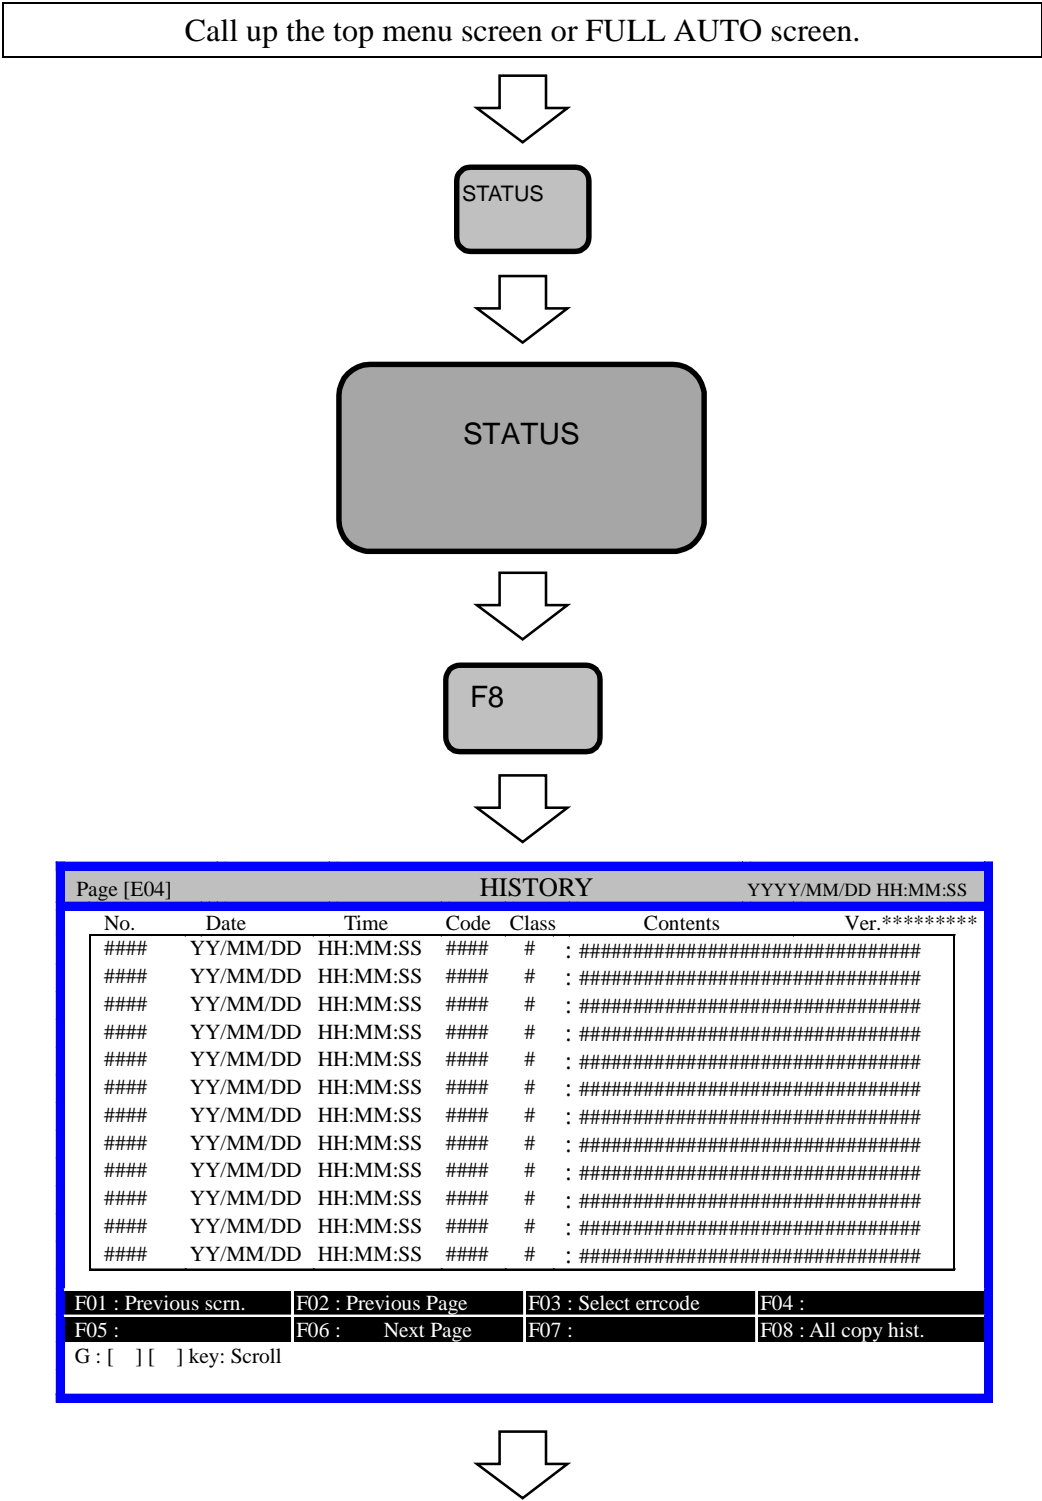 Call up the top menu screen or FULL AUTO screen.
STATUS
STATUS
F8
Page [E04] HISTORY YYYY/MM/DD HH:MM:SS
No. Date Time Code Class Contents Ver.*********
#### YY/MM/DD HH:MM:SS #### # : ################################
#### YY/MM/DD HH:MM:SS #### # : ################################
#### YY/MM/DD HH:MM:SS #### # : ################################
#### YY/MM/DD HH:MM:SS #### # : ################################
#### YY/MM/DD HH:MM:SS #### # : ################################
#### YY/MM/DD HH:MM:SS #### # : ################################
#### YY/MM/DD HH:MM:SS #### # : ################################
#### YY/MM/DD HH:MM:SS #### # : ################################
#### YY/MM/DD HH:MM:SS #### # : ################################
#### YY/MM/DD HH:MM:SS #### # : ################################
#### YY/MM/DD HH:MM:SS #### # : ################################
#### YY/MM/DD HH:MM:SS #### # : ################################
F01 : Previous scrn. F02 : Previous Page F03 : Select errcode F04 :
F05 : F06 : Next Page F07 : F08 : All copy hist.
G : [ ] [ ] key: Scroll